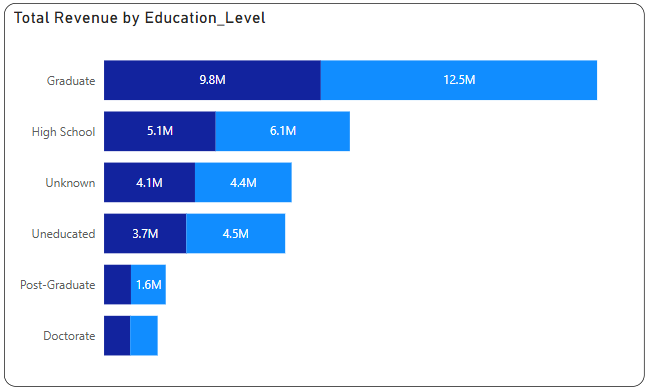 Total Revenue by Education_Level
Graduate 9.8M 12.5M
High School 5.1M 6.1M
Unknown 4.1M 4.4M
Uneducated 3.7M 4.5M
Post-Graduate 1.6M
Doctorate